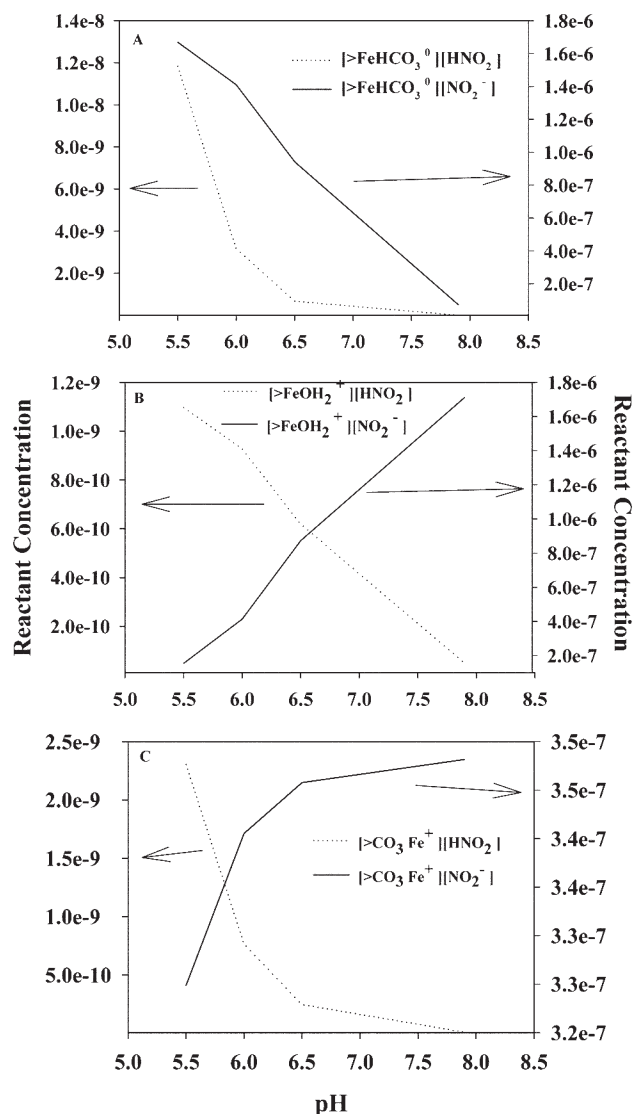 A
[>FeHCO3 0 ][HNO2 ]
[>FeHCO3 0 ][NO2 - ]
1.4e-8
1.2e-8
1.0e-8
8.0e-9
6.0e-9
4.0e-9
2.0e-9
1.8e-6
1.6e-6
1.4e-6
1.2e-6
1.0e-6
8.0e-7
6.0e-7
4.0e-7
2.0e-7
5.0 5.5 6.0 6.5 7.0 7.5 8.0 8.5
B
[>FeOH2 + ][HNO2 ]
[>FeOH2 + ][NO2 - ]
1.2e-9
1.0e-9
8.0e-10
6.0e-10
4.0e-10
2.0e-10
1.8e-6
1.6e-6
1.4e-6
1.2e-6
1.0e-6
8.0e-7
6.0e-7
4.0e-7
2.0e-7
5.0 5.5 6.0 6.5 7.0 7.5 8.0 8.5
Reactant Concentration
Reactant Concentration
C
[>CO3 Fe+ ][HNO2 ]
[>CO3 Fe+ ][NO2- ]
2.5e-9
2.0e-9
1.5e-9
1.0e-9
5.0e-10
3.5e-7
3.5e-7
3.4e-7
3.4e-7
3.3e-7
3.3e-7
3.2e-7
5.0 5.5 6.0 6.5 7.0 7.5 8.0 8.5
pH